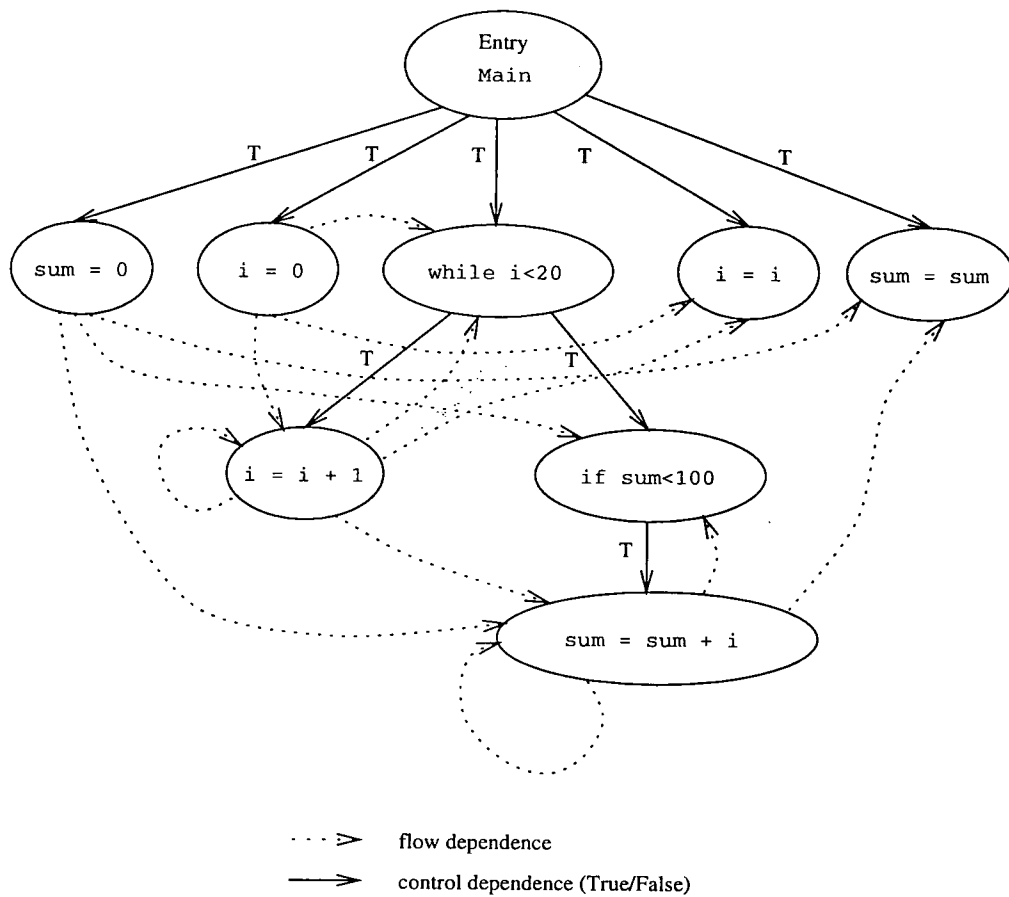 Entry
Main
T
T
T
T
T
sum = 0
i = 0
while i<20
i = i
sum = sum
T
T
i = i + 1
if sum<100
T
sum = sum + i
flow dependence
control dependence (True/False)